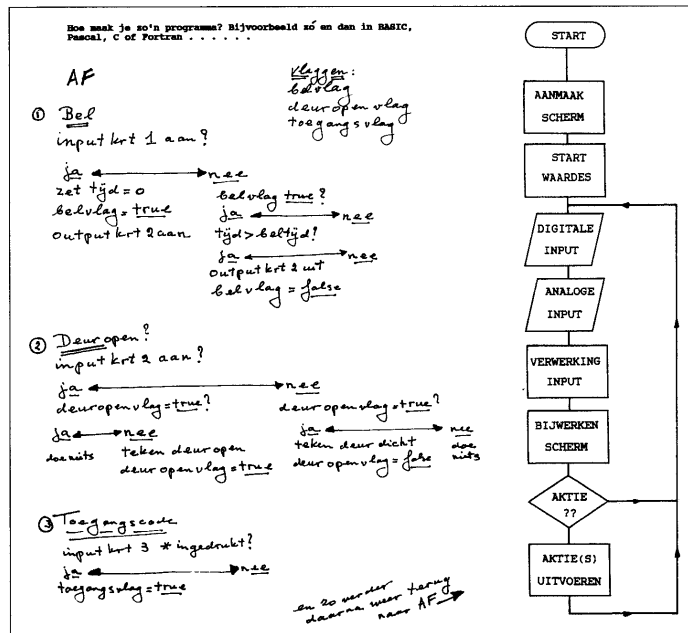 Hoe maak je zo'n programma? Bijvoorbeeld zó en dan in BASIC,
Pascal, C of Fortran . . . . . .
AF
Vlaggen:
belvlag
deuropenvlag
toegangsvlag
① Bel
input krt 1 aan?
ja nee
zet tijd=0
belvlag=true
output krt 2 aan
belvlag true?
ja nee
tijd>beltijd?
ja nee
output krt 2 uit
belvlag = false
② Deuropen?
input krt 2 aan?
ja nee
deuropenvlag=true? deuropenvlag=true?
ja nee
doe niets
teken deuropen
deuropenvlag=true
ja nee
teken deur dicht
deuropenvlag=false
doe
niets
③ Toegangscode
input krt 3 * ingedrukt?
ja nee
toegangsvlag=true
en zo verder
daarna weer terug
naar AF
START
AANMAAK
SCHERM
START
WAARDES
DIGITALE
INPUT
ANALOGE
INPUT
VERWERKING
INPUT
BIJWERKEN
SCHERM
AKTIE
??
AKTIE(S)
UITVOEREN